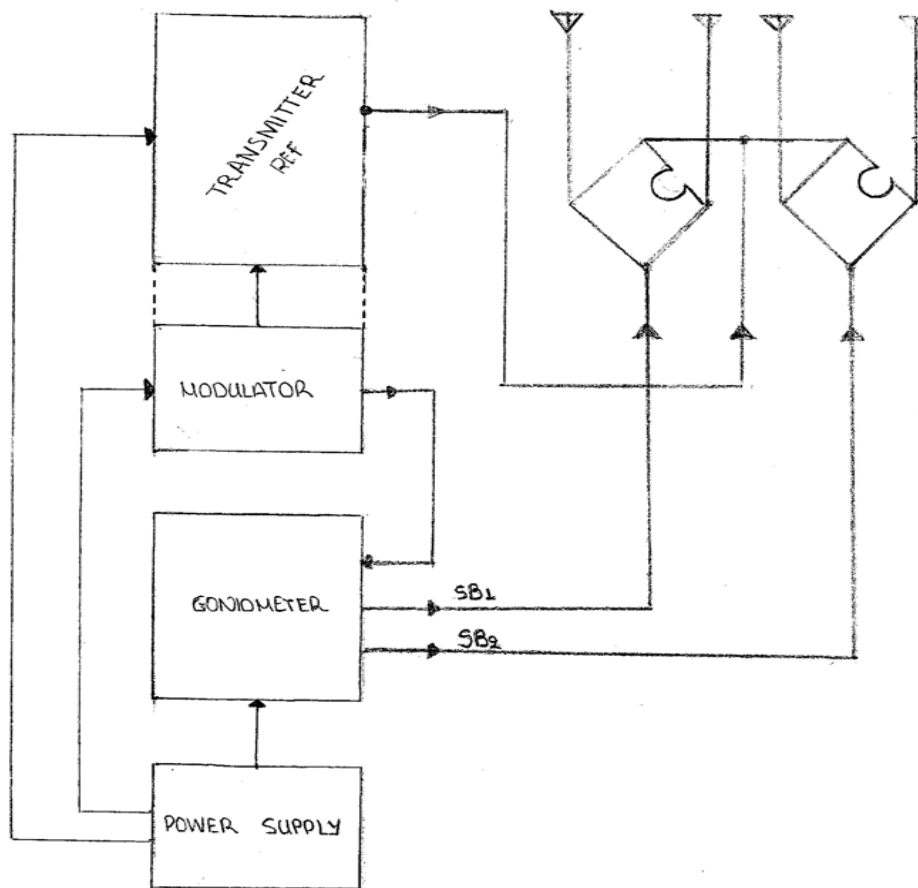 TRANSMITTER
REF
MODULATOR
GONIOMETER
SB1
SB2
POWER SUPPLY